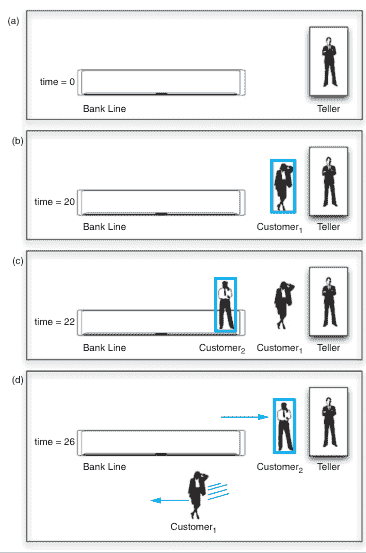 (a)
time = 0
Bank Line Teller
(b)
time = 20
Bank Line Customer1 Teller
(c)
time = 22
Bank Line Customer2 Customer1 Teller
(d)
time = 26
Bank Line Customer2 Teller
Customer1